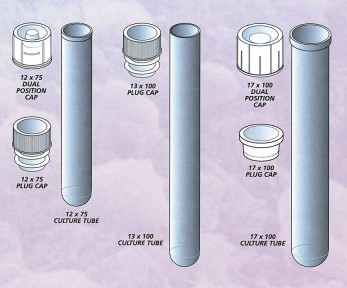 12 x 75
DUAL
POSITION
CAP
12 x 75
PLUG CAP
12 x 75
CULTURE TUBE
13 x 100
PLUG CAP
13 x 100
CULTURE TUBE
17 x 100
DUAL
POSITION
CAP
17 x 100
PLUG CAP
17 x 100
CULTURE TUBE